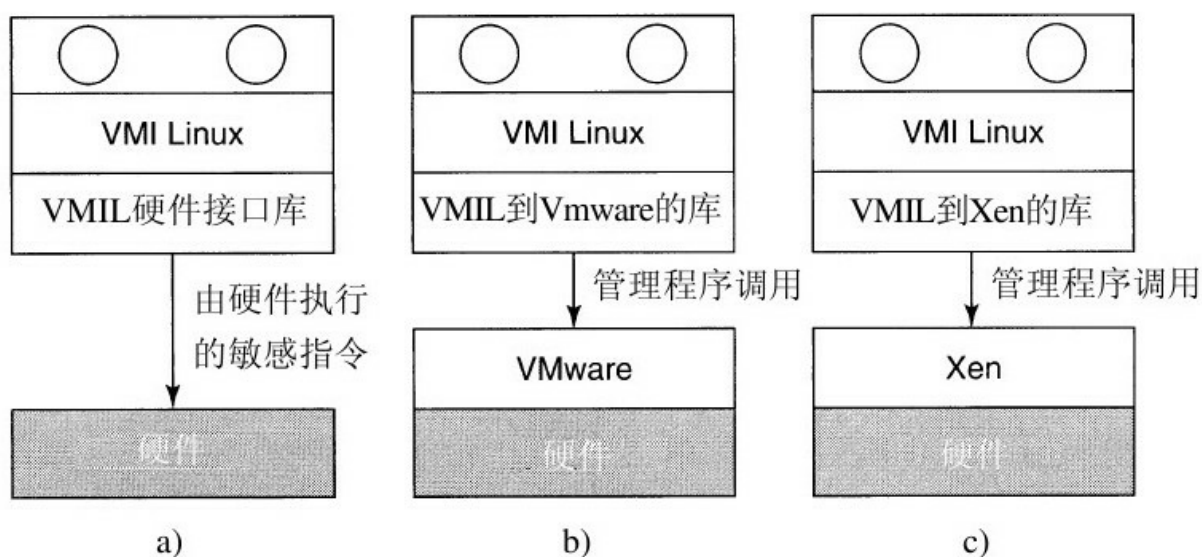 VMI Linux
VMIL硬件接口库
由硬件执行
的敏感指令
硬件
a)
VMI Linux
VMIL到Vmware的库
管理程序调用
VMware
硬件
b)
VMI Linux
VMIL到Xen的库
管理程序调用
Xen
硬件
c)